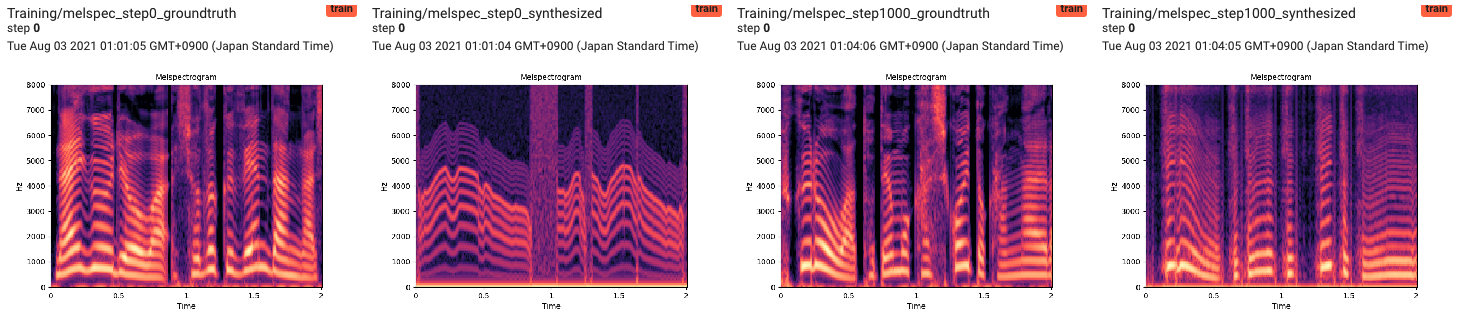 Training/melspec_step0_groundtruth
train
step 0
Tue Aug 03 2021 01:01:05 GMT+0900 (Japan Standard Time)
Melspectrogram
8000
7000
6000
5000
4000
3000
2000
1000
0
Hz
0 0.5 1 1.5 2
Time
Training/melspec_step0_synthesized
train
step 0
Tue Aug 03 2021 01:01:04 GMT+0900 (Japan Standard Time)
Melspectrogram
8000
7000
6000
5000
4000
3000
2000
1000
0
Hz
0 0.5 1 1.5 2
Time
Training/melspec_step1000_groundtruth
train
step 0
Tue Aug 03 2021 01:04:06 GMT+0900 (Japan Standard Time)
Melspectrogram
8000
7000
6000
5000
4000
3000
2000
1000
0
Hz
0 0.5 1 1.5 2
Time
Training/melspec_step1000_synthesized
train
step 0
Tue Aug 03 2021 01:04:05 GMT+0900 (Japan Standard Time)
Melspectrogram
8000
7000
6000
5000
4000
3000
2000
1000
0
Hz
0 0.5 1 1.5 2
Time